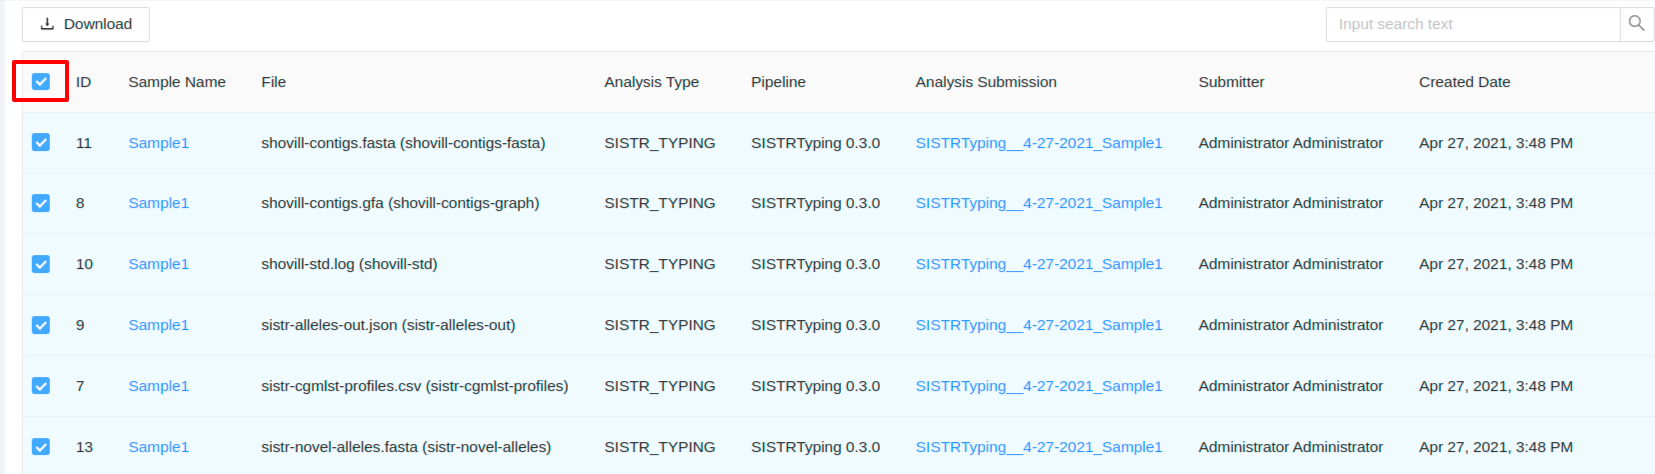 Download Input search text
ID Sample Name File Analysis Type Pipeline Analysis Submission Submitter Created Date
11 Sample1 shovill-contigs.fasta (shovill-contigs-fasta) SISTR_TYPING SISTRTyping 0.3.0 SISTRTyping__4-27-2021_Sample1 Administrator Administrator Apr 27, 2021, 3:48 PM
8 Sample1 shovill-contigs.gfa (shovill-contigs-graph) SISTR_TYPING SISTRTyping 0.3.0 SISTRTyping__4-27-2021_Sample1 Administrator Administrator Apr 27, 2021, 3:48 PM
10 Sample1 shovill-std.log (shovill-std) SISTR_TYPING SISTRTyping 0.3.0 SISTRTyping__4-27-2021_Sample1 Administrator Administrator Apr 27, 2021, 3:48 PM
9 Sample1 sistr-alleles-out.json (sistr-alleles-out) SISTR_TYPING SISTRTyping 0.3.0 SISTRTyping__4-27-2021_Sample1 Administrator Administrator Apr 27, 2021, 3:48 PM
7 Sample1 sistr-cgmlst-profiles.csv (sistr-cgmlst-profiles) SISTR_TYPING SISTRTyping 0.3.0 SISTRTyping__4-27-2021_Sample1 Administrator Administrator Apr 27, 2021, 3:48 PM
13 Sample1 sistr-novel-alleles.fasta (sistr-novel-alleles) SISTR_TYPING SISTRTyping 0.3.0 SISTRTyping__4-27-2021_Sample1 Administrator Administrator Apr 27, 2021, 3:48 PM